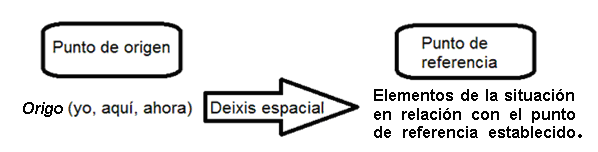 Punto de origen
Punto de
referencia
Origo (yo, aquí, ahora)
Deixis espacial
Elementos de la situación
en relación con el punto
de referencia establecido.